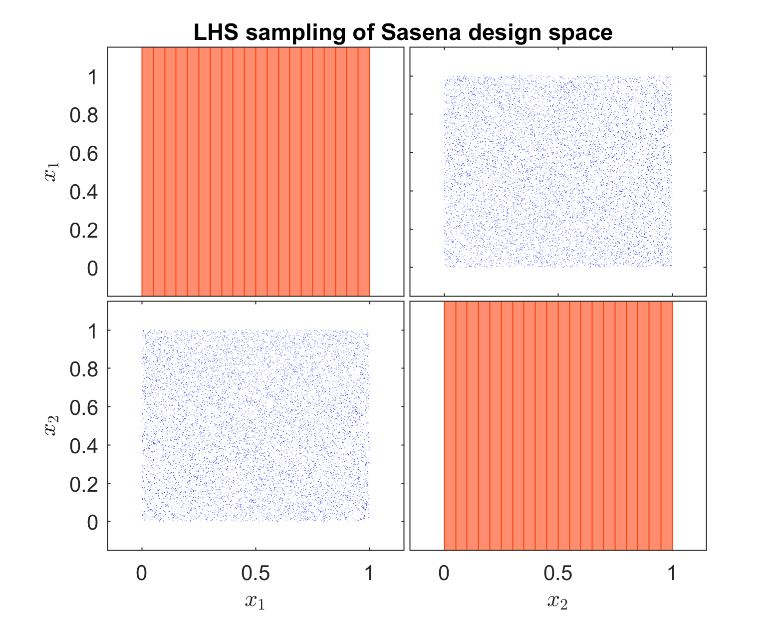 LHS sampling of Sasena design space
x₁
1
0.8
0.6
0.4
0.2
0
x₂
1
0.8
0.6
0.4
0.2
0
0 0.5 1 0 0.5 1
x₁ x₂